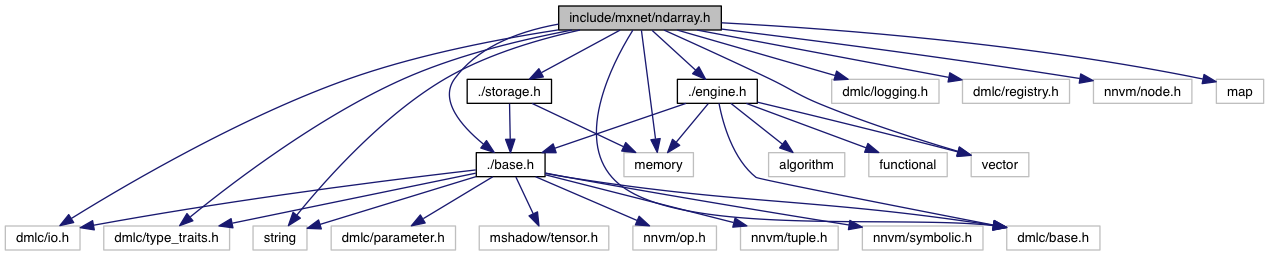 include/mxnet/ndarray.h
./storage.h
./engine.h
dmlc/logging.h
dmlc/registry.h
nnvm/node.h
map
./base.h
memory
algorithm
functional
vector
dmlc/io.h
dmlc/type_traits.h
string
dmlc/parameter.h
mshadow/tensor.h
nnvm/op.h
nnvm/tuple.h
nnvm/symbolic.h
dmlc/base.h